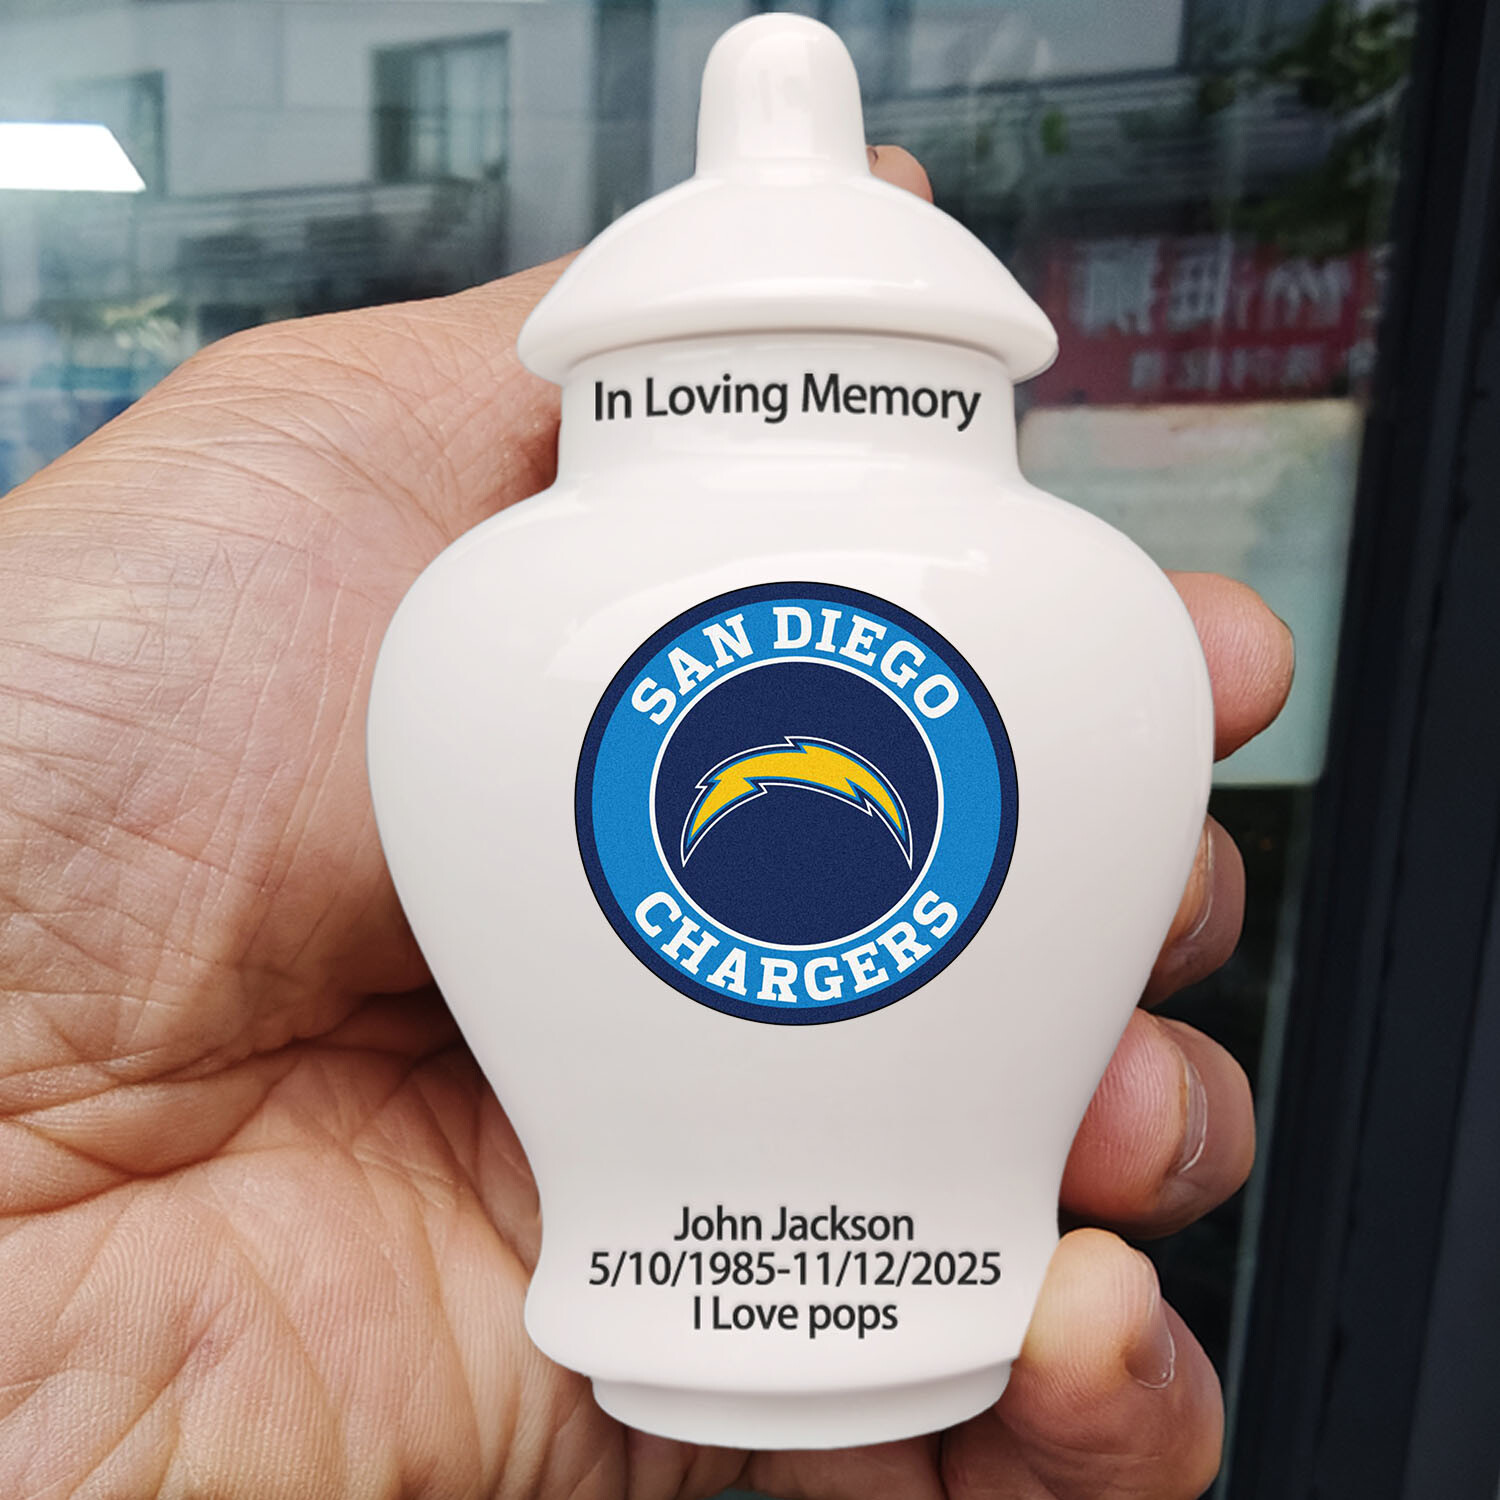 In Loving Memory
SAN DIEGO
CHARGERS
John Jackson
5/10/1985-11/12/2025
I Love pops